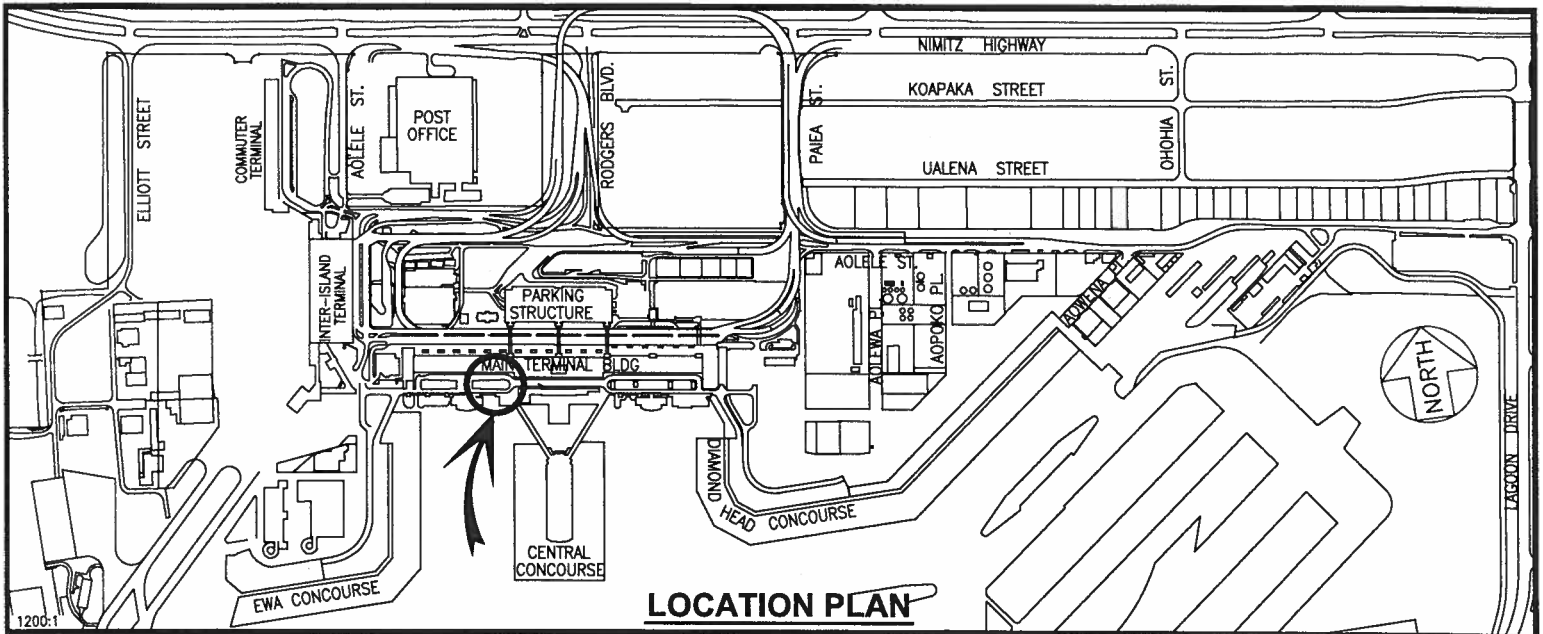 NIMITZ HIGHWAY
KOAPAKA STREET
UALENA STREET
ELLIOTT STREET
COMMUTER
TERMINAL
AOLELE ST.
POST
OFFICE
RODGERS BLVD.
PAIEA ST.
OHOHIA ST.
INTER-ISLAND
TERMINAL
PARKING
STRUCTURE
MAIN TERMINAL BLDG
AOLELE ST.
AOLEWA PL.
AOPOKO PL.
AOWENA PL.
NORTH
LAGOON DRIVE
DIAMOND
HEAD CONCOURSE
CENTRAL
CONCOURSE
EWA CONCOURSE
LOCATION PLAN
1200:1